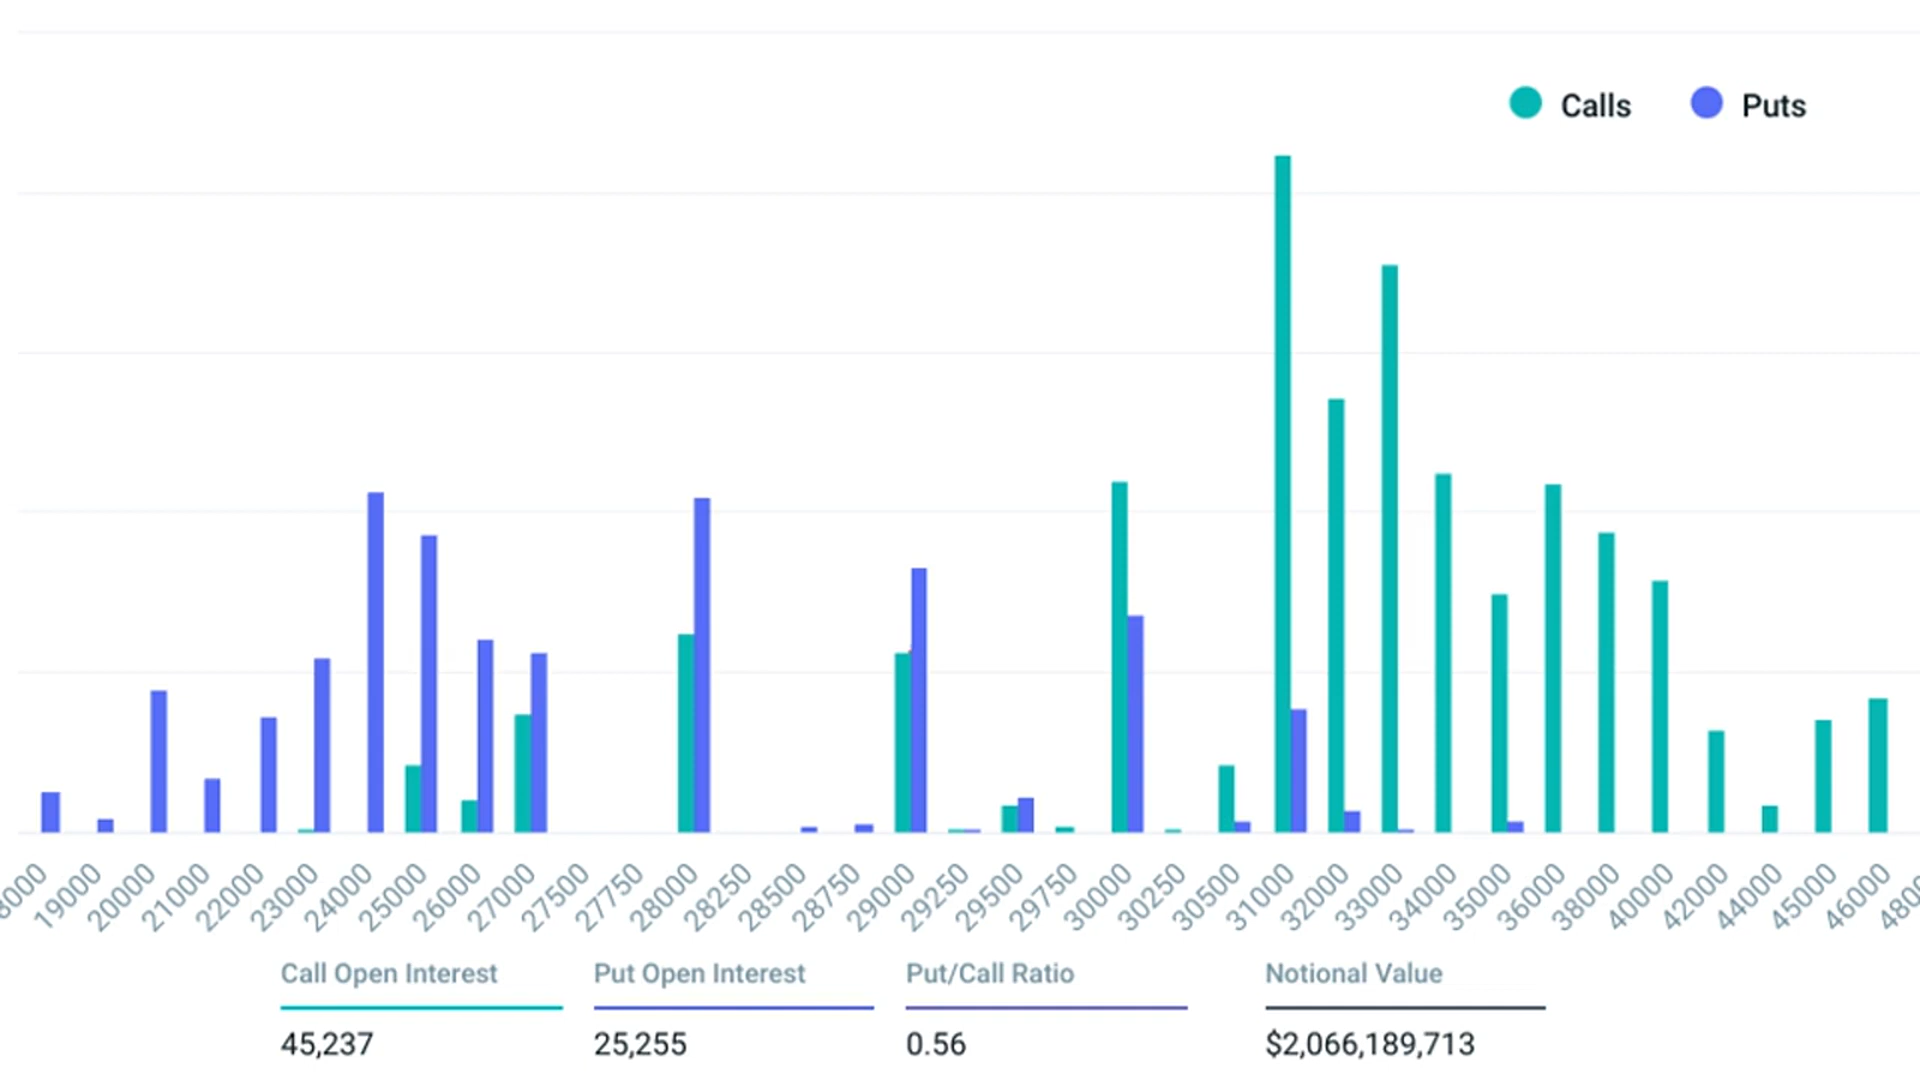 Calls Puts
8000 19000 20000 21000 22000 23000 24000 25000 26000 27000 27500 27750 28000 28250 28500 28750 29000 29250 29500 29750 30000 30250 30500 31000 32000 33000 34000 35000 36000 38000 40000 42000 44000 45000 46000 480
Call Open Interest Put Open Interest Put/Call Ratio Notional Value
45,237 25,255 0.56 $2,066,189,713